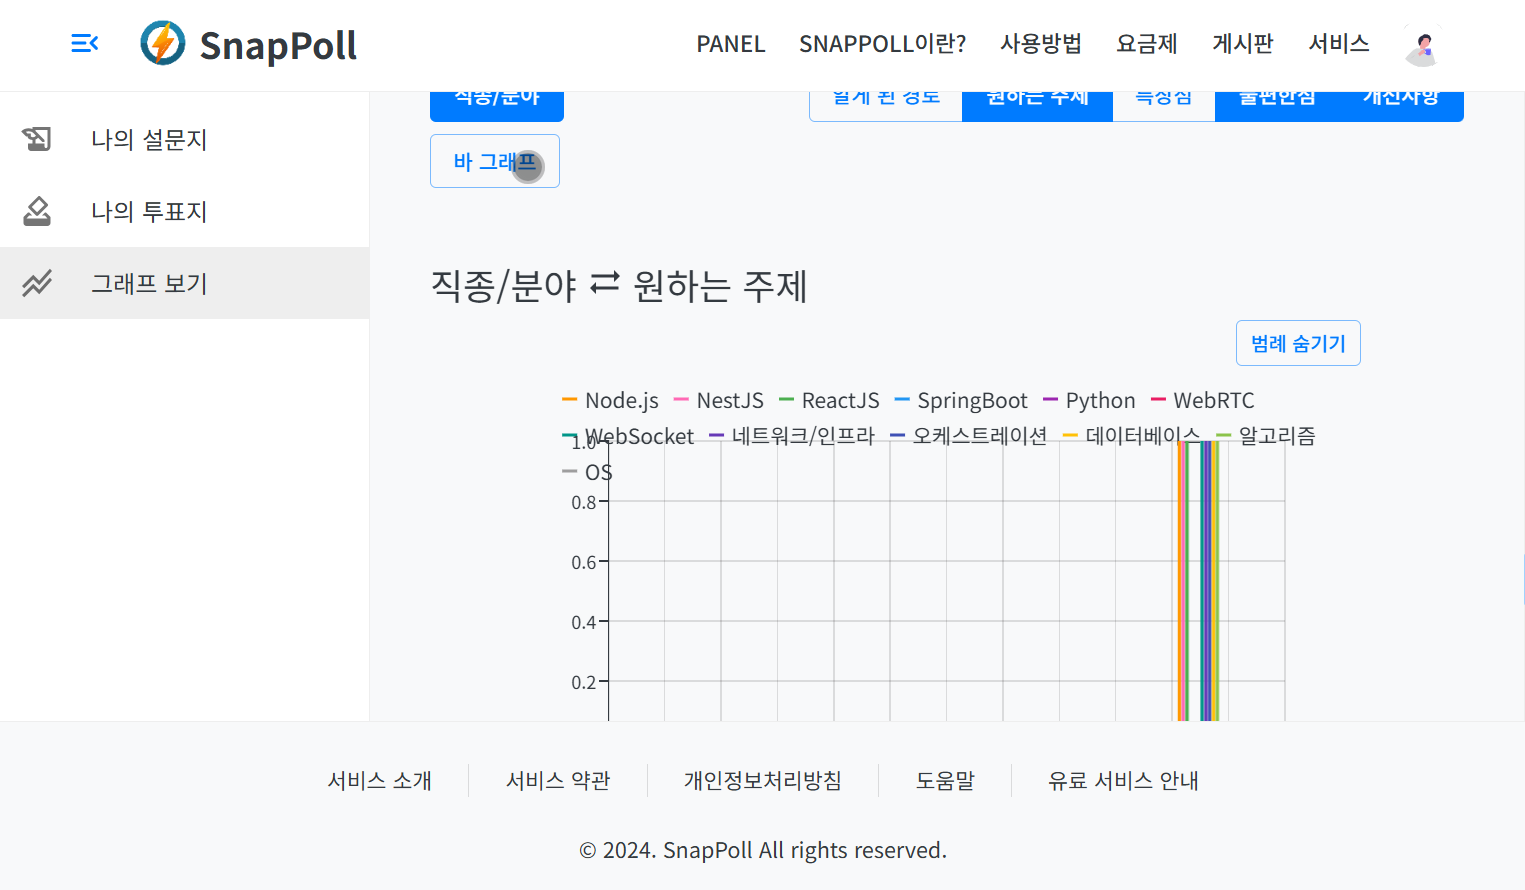 SnapPoll
PANEL SNAPPOLL이란? 사용방법 요금제 게시판 서비스
나의 설문지
나의 투표지
그래프 보기
직종/분야
알게 된 경로 원하는 주제 특장점 불편한점 개선사항
바 그래프
직종/분야 ⇄ 원하는 주제
범례 숨기기
Node.js NestJS ReactJS SpringBoot Python WebRTC
WebSocket 네트워크/인프라 오케스트레이션 데이터베이스 알고리즘
OS
1.0
0.8
0.6
0.4
0.2
서비스 소개 서비스 약관 개인정보처리방침 도움말 유료 서비스 안내
© 2024. SnapPoll All rights reserved.